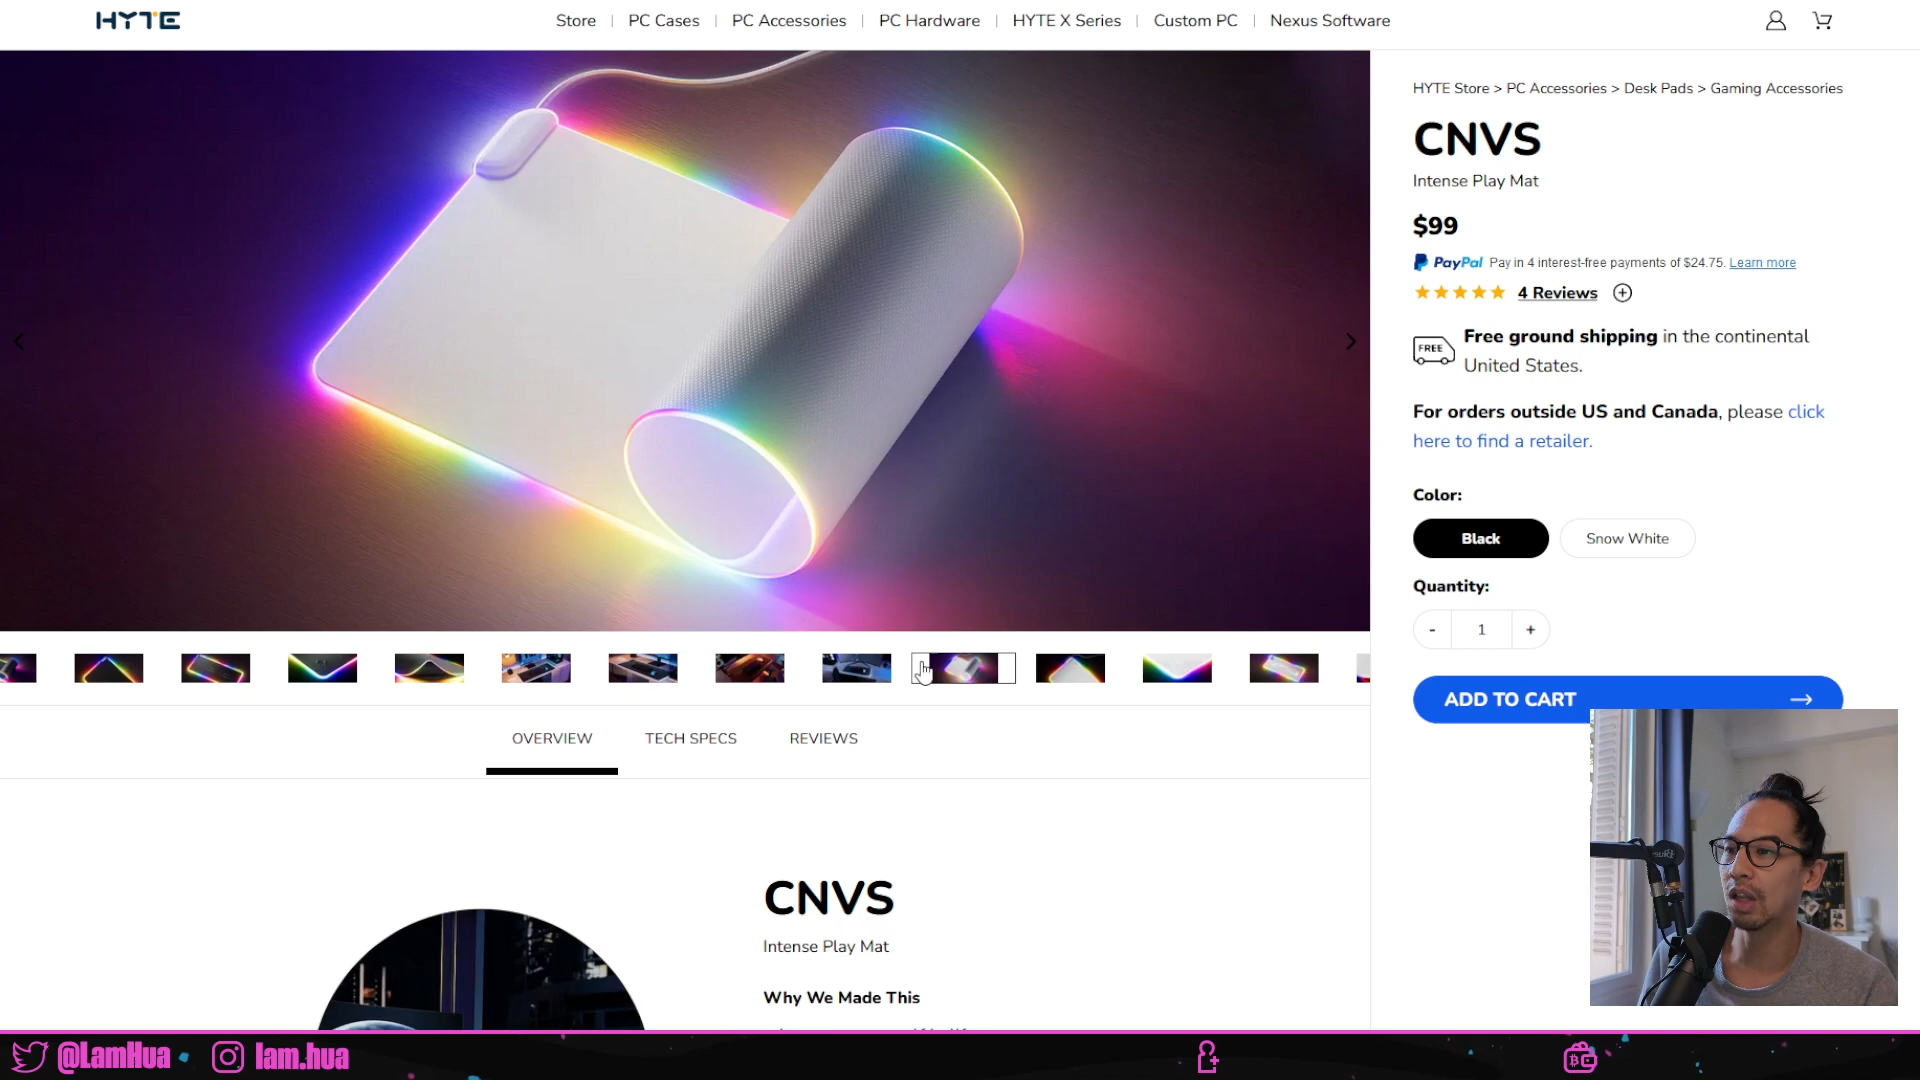 HYTE
Store
PC Cases
PC Accessories
PC Hardware
HYTE X Series
Custom PC
Nexus Software
HYTE Store > PC Accessories > Desk Pads > Gaming Accessories
CNVS
Intense Play Mat
$99
PayPal Pay in 4 interest-free payments of $24.75. Learn more
4 Reviews
FREE
Free ground shipping in the continental
United States.
For orders outside US and Canada, please click
here to find a retailer.
Color:
Black
Snow White
Quantity:
- 1 +
ADD TO CART
OVERVIEW
TECH SPECS
REVIEWS
CNVS
Intense Play Mat
Why We Made This
@LamHua
lam.hua